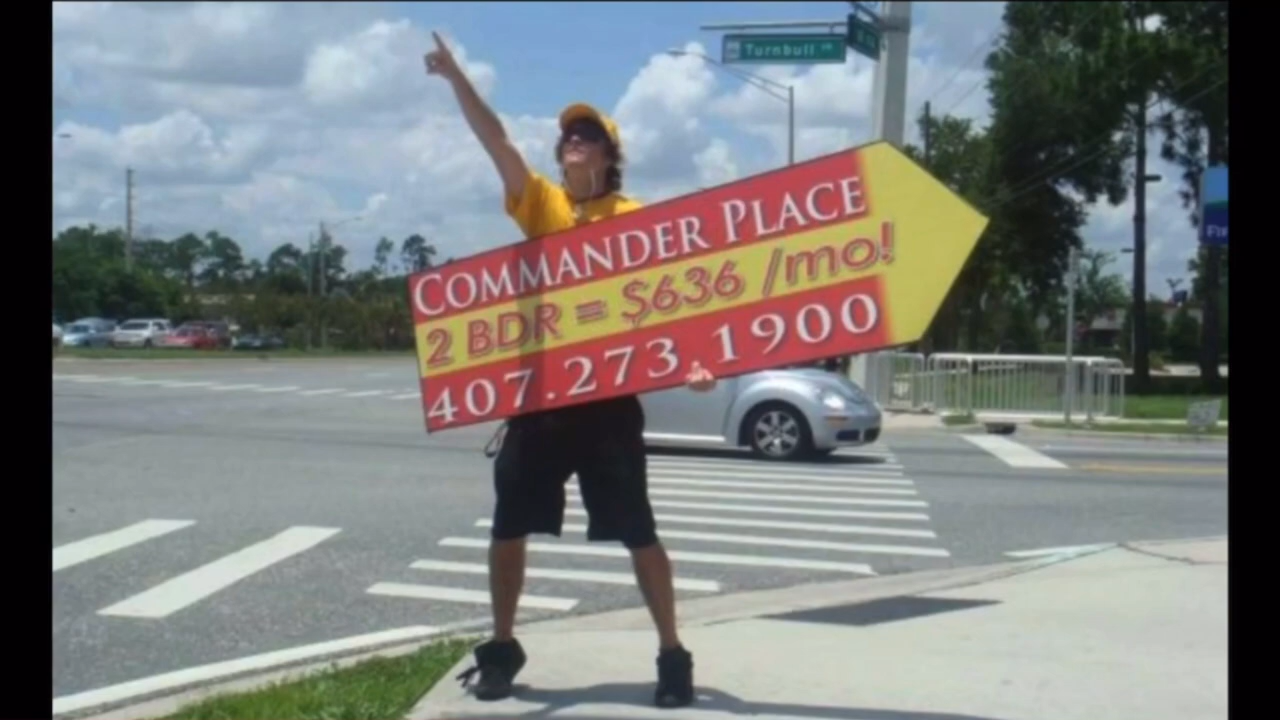 Turnbull
COMMANDER PLACE
2 BDR = $636 /mo!
407.273.1900